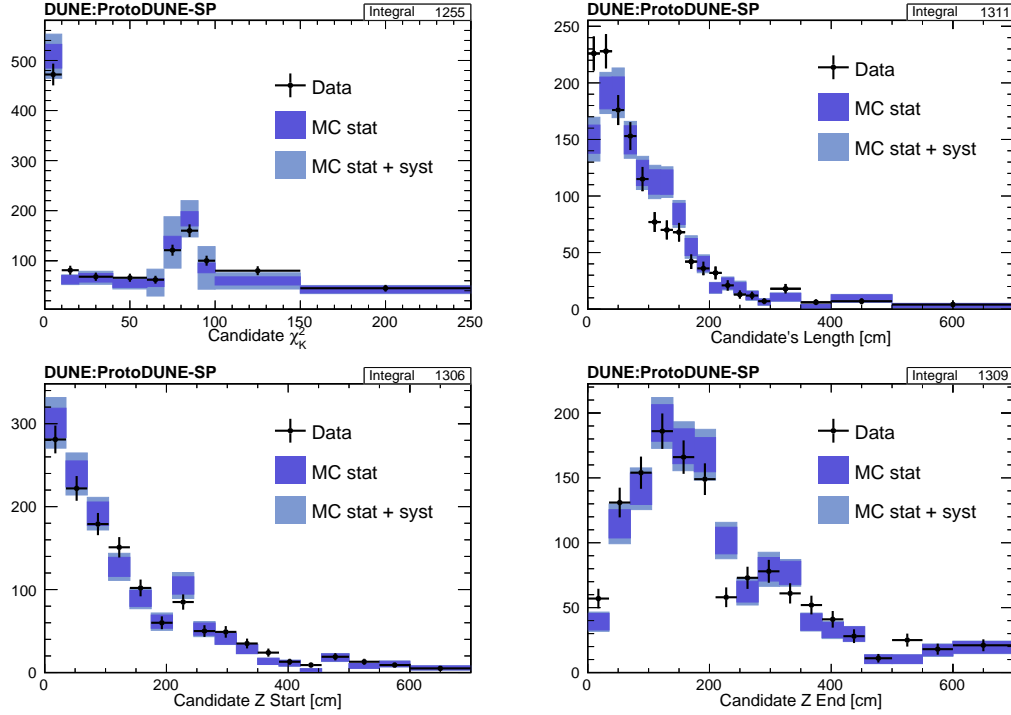 DUNE:ProtoDUNE-SP
Integral 1255
500
400
300
200
100
0 50 100 150 200 250
Candidate χ²_K
Data
MC stat
MC stat + syst
DUNE:ProtoDUNE-SP
Integral 1311
250
200
150
100
50
0
0 200 400 600
Candidate's Length [cm]
Data
MC stat
MC stat + syst
DUNE:ProtoDUNE-SP
Integral 1306
300
200
100
0
0 200 400 600
Candidate Z Start [cm]
Data
MC stat
MC stat + syst
DUNE:ProtoDUNE-SP
Integral 1309
200
150
100
50
0
0 200 400 600
Candidate Z End [cm]
Data
MC stat
MC stat + syst